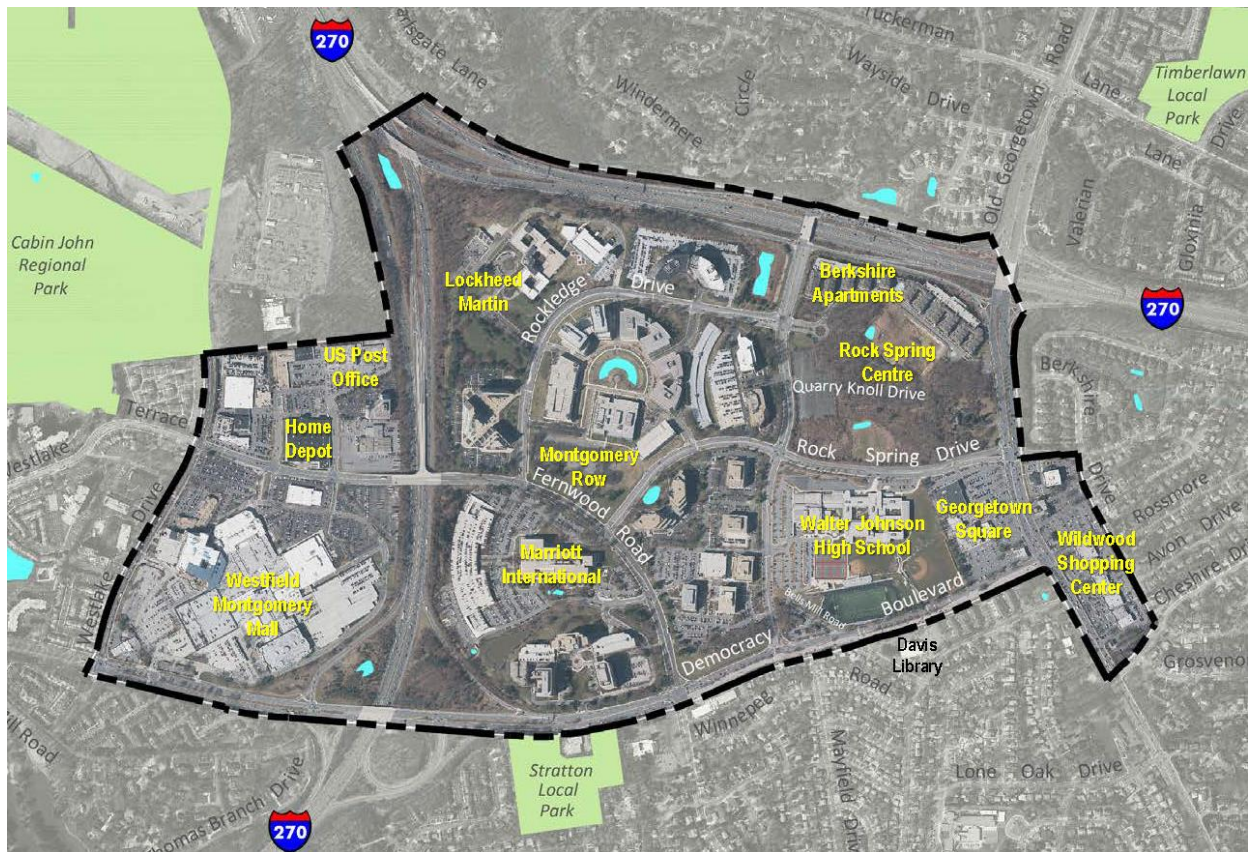 270
Tuckerman
Lane
Wayside Drive
Windermere
Circle
Lane
Old Georgetown
Road
Timberlawn
Local
Park
Lane
Drive
Valerian
Gloxinia
Cabin John
Regional
Park
Lockheed
Martin
Rockledge Drive
Berkshire
Apartments
270
US Post
Office
Rock Spring
Centre
Quarry Knoll Drive
Berkshire
Drive
Terrace
Westlake
Home
Depot
Montgomery
Row
Rock Spring Drive
Fernwood
Road
Drive
Westlake
Georgetown
Square
Rossmore
Drive
Avon
Walter Johnson
High School
Wildwood
Shopping
Center
Cheshire
Marriott
International
Westfield
Montgomery
Mall
Bells Mill Road
Boulevard
Democracy
Davis
Library
Grosvenor
Road
Winnepeg
Mayfield Drive
Lone Oak Drive
Stratton
Local
Park
Road
Thomas Branch Drive
270